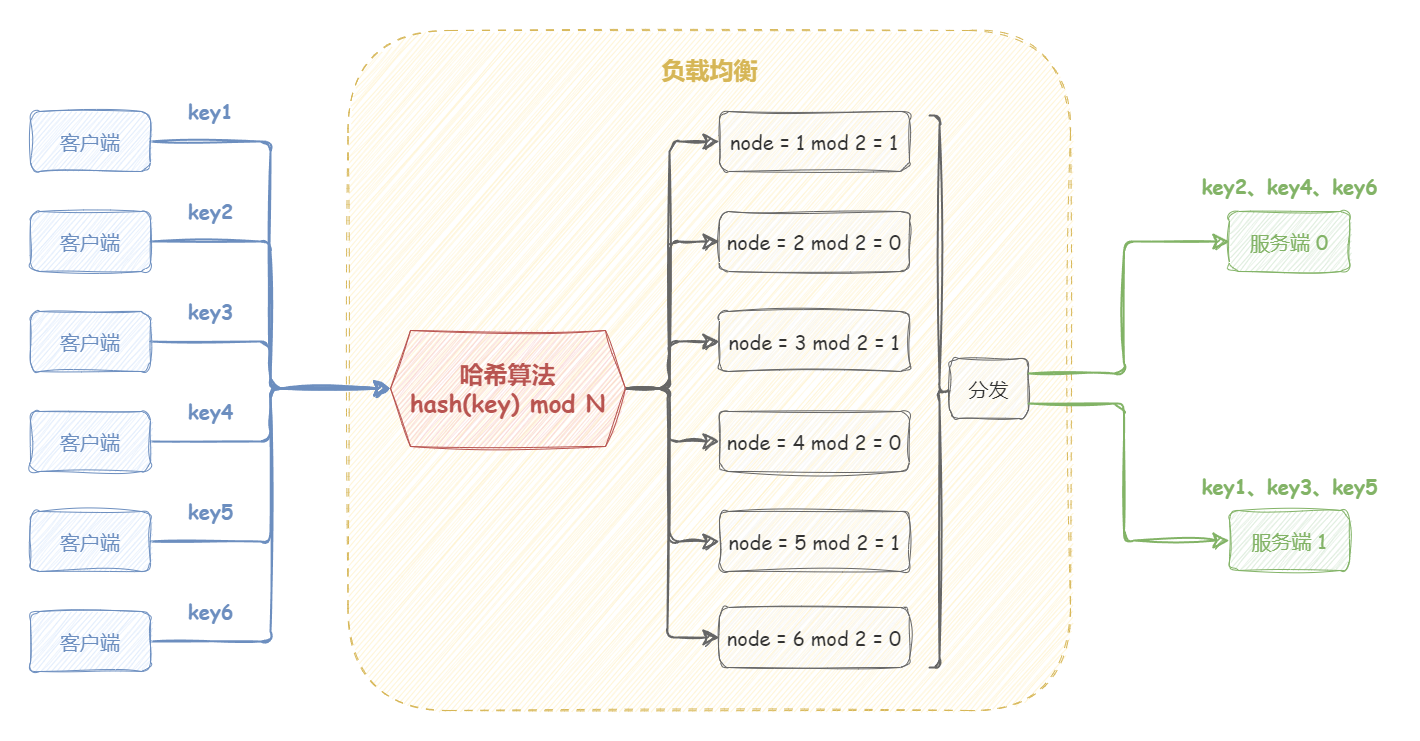 负载均衡
key1
客户端
key2
客户端
key3
客户端
key4
客户端
key5
客户端
key6
客户端
哈希算法
hash(key) mod N
node = 1 mod 2 = 1
node = 2 mod 2 = 0
node = 3 mod 2 = 1
node = 4 mod 2 = 0
node = 5 mod 2 = 1
node = 6 mod 2 = 0
分发
key2、key4、key6
服务端 0
key1、key3、key5
服务端 1